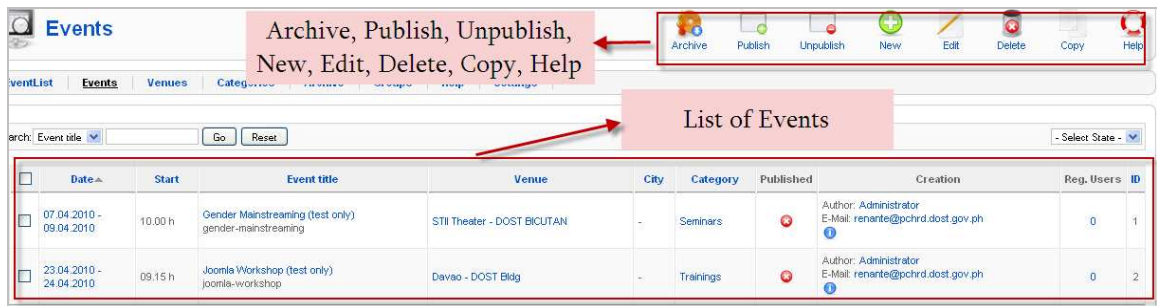 Events
Archive, Publish, Unpublish,
New, Edit, Delete, Copy, Help
Archive Publish Unpublish New Edit Delete Copy Help
EventList Events Venues Categories Archive Groups Help Settings
List of Events
arch: Event title Go Reset - Select State -
Date Start Event title Venue City Category Published Creation Reg. Users ID
07.04.2010 -
09.04.2010
10.00 h
Gender Mainstreaming (test only)
gender-mainstreaming
STII Theater - DOST BICUTAN
-
Seminars
Author: Administrator
E-Mail: renante@pchrd.dost.gov.ph
0
1
23.04.2010 -
24.04.2010
09.15 h
Joomla Workshop (test only)
joomla-workshop
Davao - DOST Bldg
-
Trainings
Author: Administrator
E-Mail: renante@pchrd.dost.gov.ph
0
2